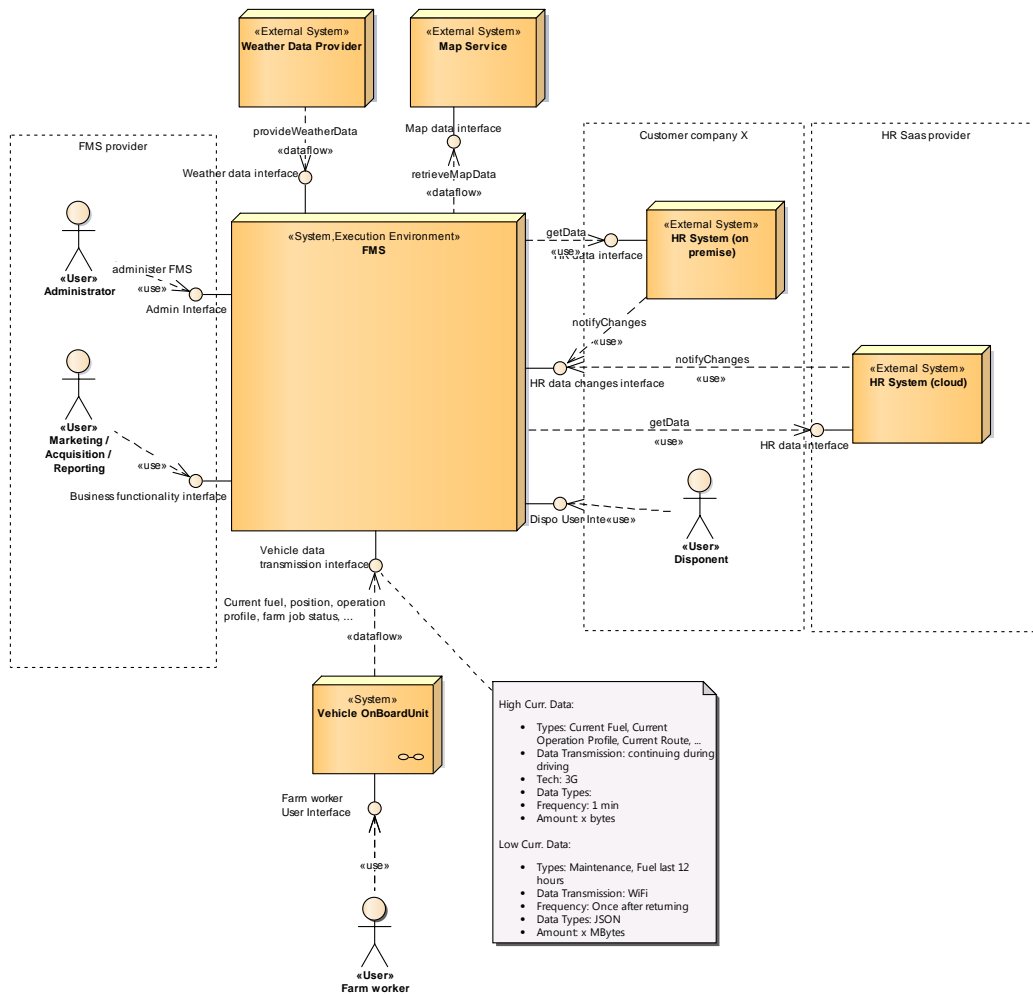 «External System»
Weather Data Provider
«External System»
Map Service
provideWeatherData
«dataflow»
Weather data interface
Map data interface
retrieveMapData
«dataflow»
FMS provider
Customer company X
HR Saas provider
«User»
Administrator
administer FMS
«use»
Admin Interface
«System,Execution Environment»
FMS
getData
«use»
HR data interface
«External System»
HR System (on
premise)
notifyChanges
«use»
HR data changes interface
notifyChanges
«use»
«External System»
HR System (cloud)
getData
«use»
HR data interface
«User»
Marketing /
Acquisition /
Reporting
«use»
Business functionality interface
Dispo User Inte
«use»
«User»
Disponent
Vehicle data
transmission interface
Current fuel, position, operation
profile, farm job status, ...
«dataflow»
«System»
Vehicle OnBoardUnit
Farm worker
User Interface
«use»
«User»
Farm worker
High Curr. Data:
• Types: Current Fuel, Current
Operation Profile, Current Route, ...
• Data Transmission: continuing during
driving
• Tech: 3G
• Data Types:
• Frequency: 1 min
• Amount: x bytes
Low Curr. Data:
• Types: Maintenance, Fuel last 12
hours
• Data Transmission: WiFi
• Frequency: Once after returning
• Data Types: JSON
• Amount: x MBytes